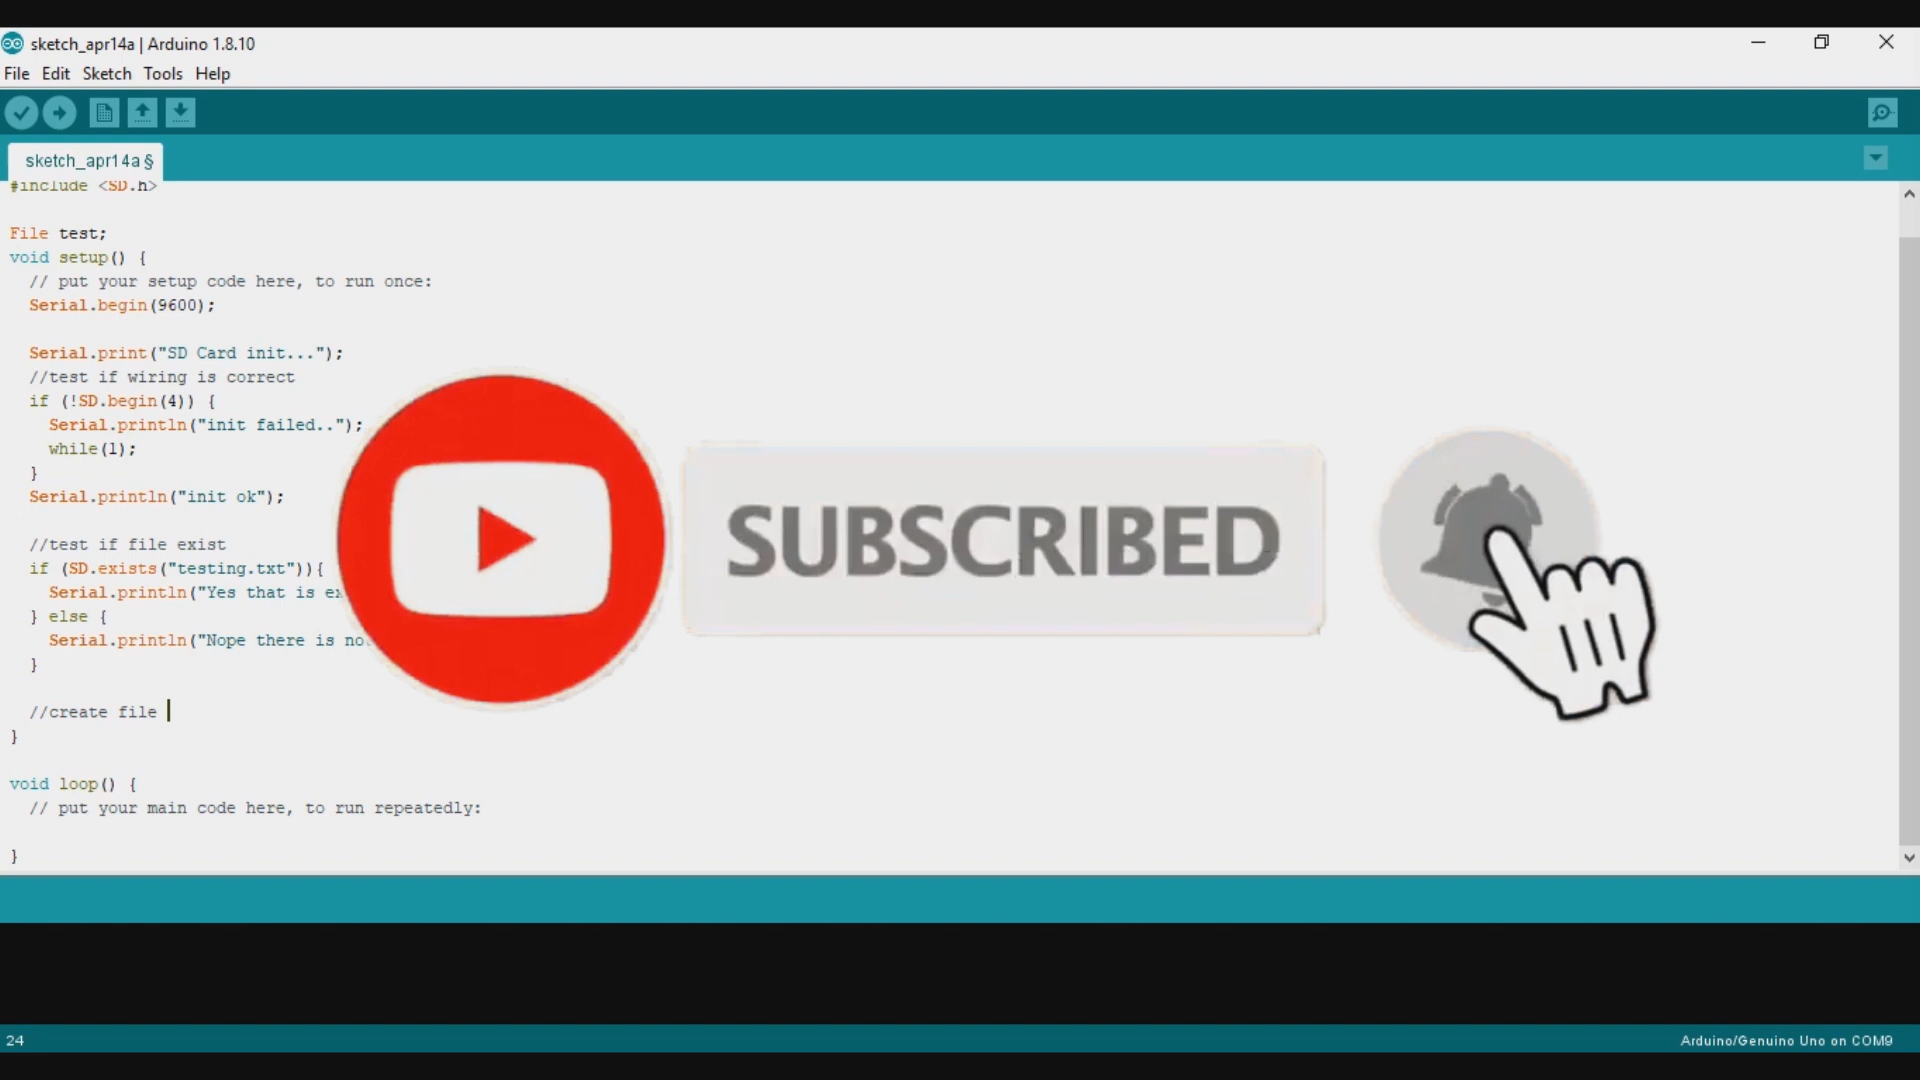 sketch_apr14a | Arduino 1.8.10
File Edit Sketch Tools Help
sketch_apr14a §
#include <SD.h>
File test;
void setup() {
// put your setup code here, to run once:
Serial.begin(9600);
Serial.print("SD Card init...");
//test if wiring is correct
if (!SD.begin(4)) {
Serial.println("init failed..");
while(1);
}
Serial.println("init ok");
//test if file exist
if (SD.exists("testing.txt")){
Serial.println("Yes that is
} else {
Serial.println("Nope there is
}
//create file
}
void loop() {
// put your main code here, to run repeatedly:
}
SUBSCRIBED
24
Arduino/Genuino Uno on COM9